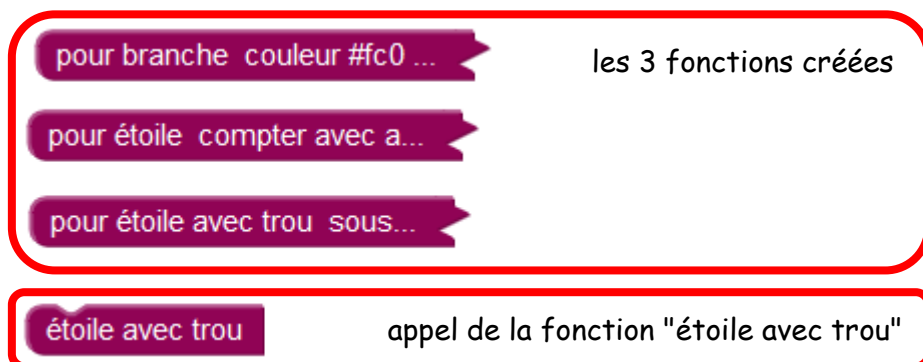 pour branche couleur #fc0 ...
les 3 fonctions créées
pour étoile compter avec a...
pour étoile avec trou sous...
étoile avec trou
appel de la fonction "étoile avec trou"